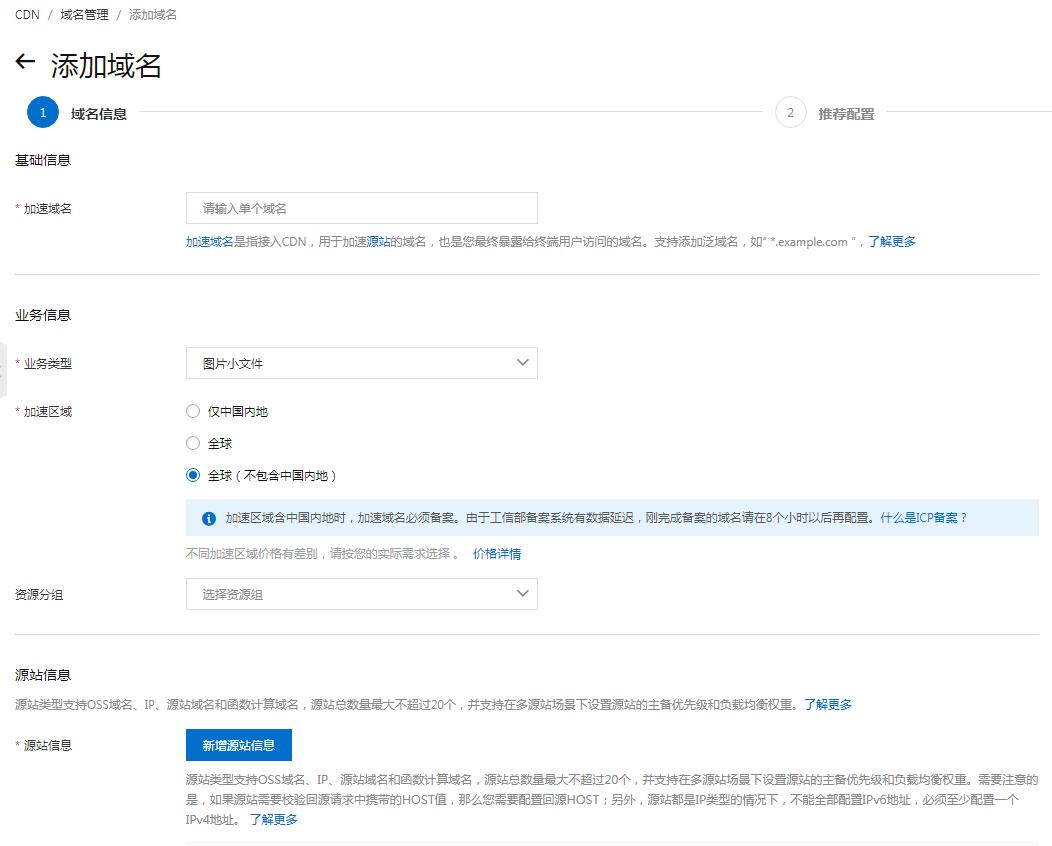 CDN / 域名管理 / 添加域名
← 添加域名
1 域名信息 2 推荐配置
基础信息
* 加速域名 请输入单个域名
加速域名是指接入CDN，用于加速源站的域名，也是您最终暴露给终端用户访问的域名。支持添加泛域名，如" *.example.com "，了解更多
业务信息
* 业务类型 图片小文件
* 加速区域 仅中国内地
全球
全球（不包含中国内地）
加速区域含中国内地时，加速域名必须备案。由于工信部备案系统有数据延迟，刚完成备案的域名请在8个小时以后再配置。什么是ICP备案？
不同加速区域价格有差别，请按您的实际需求选择 。 价格详情
资源分组 选择资源组
源站信息
源站类型支持OSS域名、IP、源站域名和函数计算域名，源站总数量最大不超过20个，并支持在多源站场景下设置源站的主备优先级和负载均衡权重。了解更多
* 源站信息 新增源站信息
源站类型支持OSS域名、IP、源站域名和函数计算域名，源站总数量最大不超过20个，并支持在多源站场景下设置源站的主备优先级和负载均衡权重。需要注意的
是，如果源站需要校验回源请求中携带的HOST值，那么您需要配置回源HOST；另外，源站都是IP类型的情况下，不能全部配置IPv6地址，必须至少配置一个
IPv4地址。 了解更多